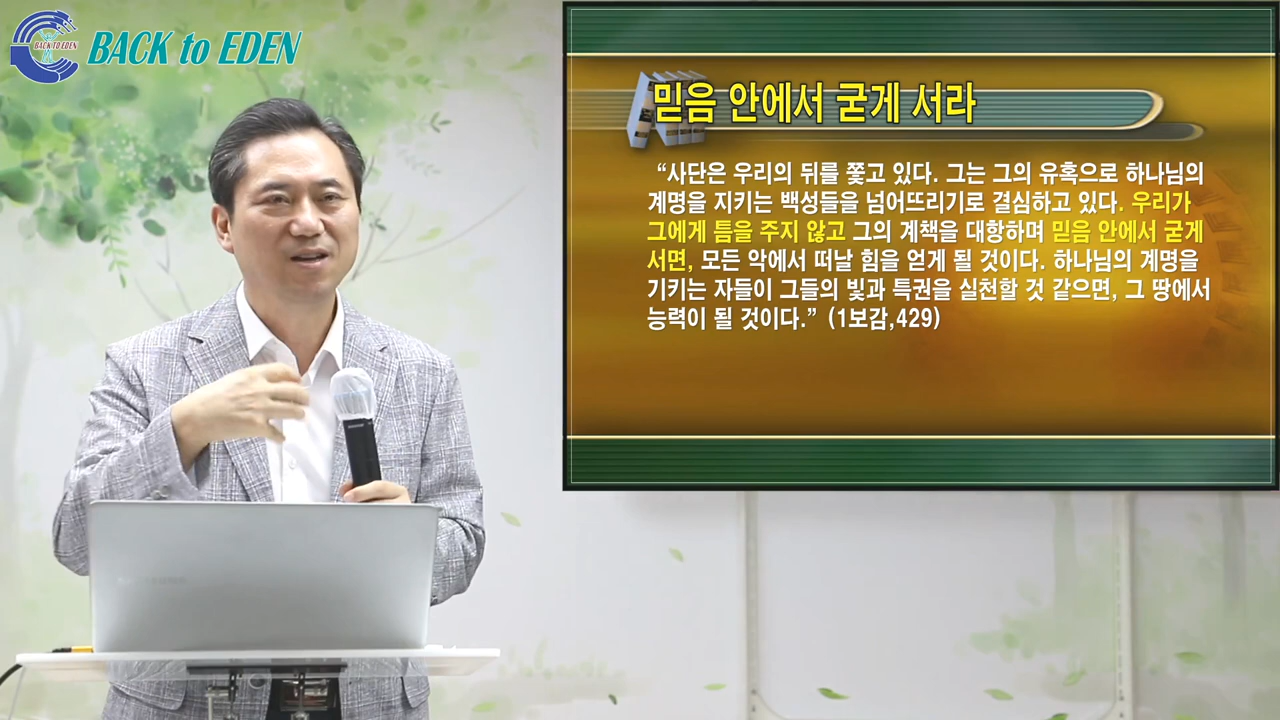 BACK TO EDEN
BACK to EDEN
믿음 안에서 굳게 서라
“사단은 우리의 뒤를 쫓고 있다. 그는 그의 유혹으로 하나님의
계명을 지키는 백성들을 넘어뜨리기로 결심하고 있다. 우리가
그에게 틈을 주지 않고 그의 계책을 대항하며 믿음 안에서 굳게
서면, 모든 악에서 떠날 힘을 얻게 될 것이다. 하나님의 계명을
기키는 자들이 그들의 빛과 특권을 실천할 것 같으면, 그 땅에서
능력이 될 것이다.” (1보감,429)